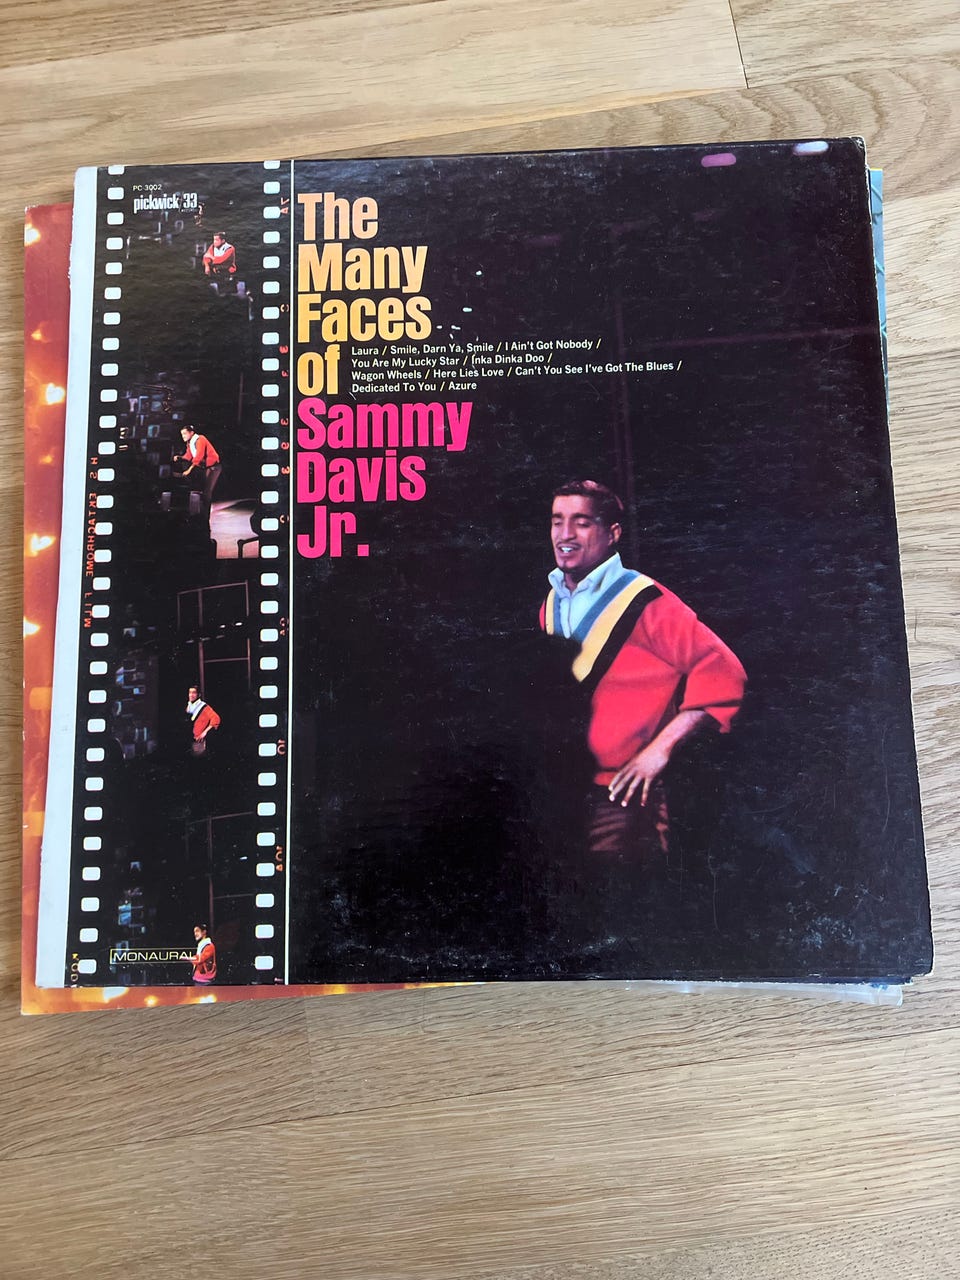 PC 3002
pickwick 33
The
Many
Faces
of
Laura / Smile, Darn Ya, Smile / I Ain't Got Nobody /
You Are My Lucky Star / Inka Dinka Doo /
Wagon Wheels / Here Lies Love / Can't You See I've Got The Blues /
Dedicated To You / Azure
Sammy
Davis
Jr.
EKTACHROME FILM
MONAURAL